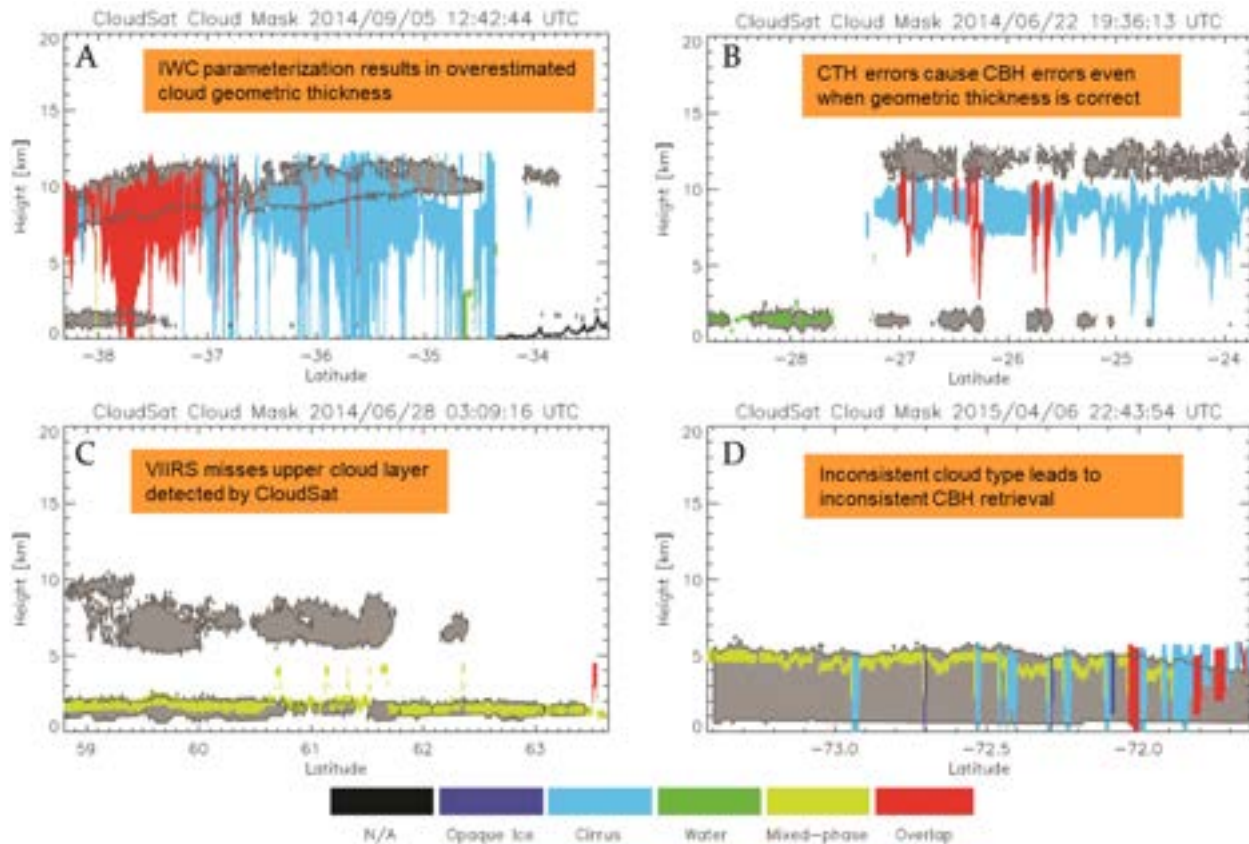 CloudSat Cloud Mask 2014/09/05 12:42:44 UTC
A
IWC parameterization results in overestimated
cloud geometric thickness
Height [km]
20
15
10
5
0
-38
-37
-36
-35
-34
Latitude
CloudSat Cloud Mask 2014/06/22 19:36:13 UTC
B
CTH errors cause CBH errors even
when geometric thickness is correct
Height [km]
20
15
10
5
0
-28
-27
-26
-25
-24
Latitude
CloudSat Cloud Mask 2014/06/28 03:09:16 UTC
C
VIIRS misses upper cloud layer
detected by CloudSat
Height [km]
20
15
10
5
0
59
60
61
62
63
Latitude
CloudSat Cloud Mask 2015/04/06 22:43:54 UTC
D
Inconsistent cloud type leads to
inconsistent CBH retrieval
Height [km]
20
15
10
5
0
-73.0
-72.5
-72.0
Latitude
N/A
Opaque Ice
Cirrus
Water
Mixed-phase
Overlap